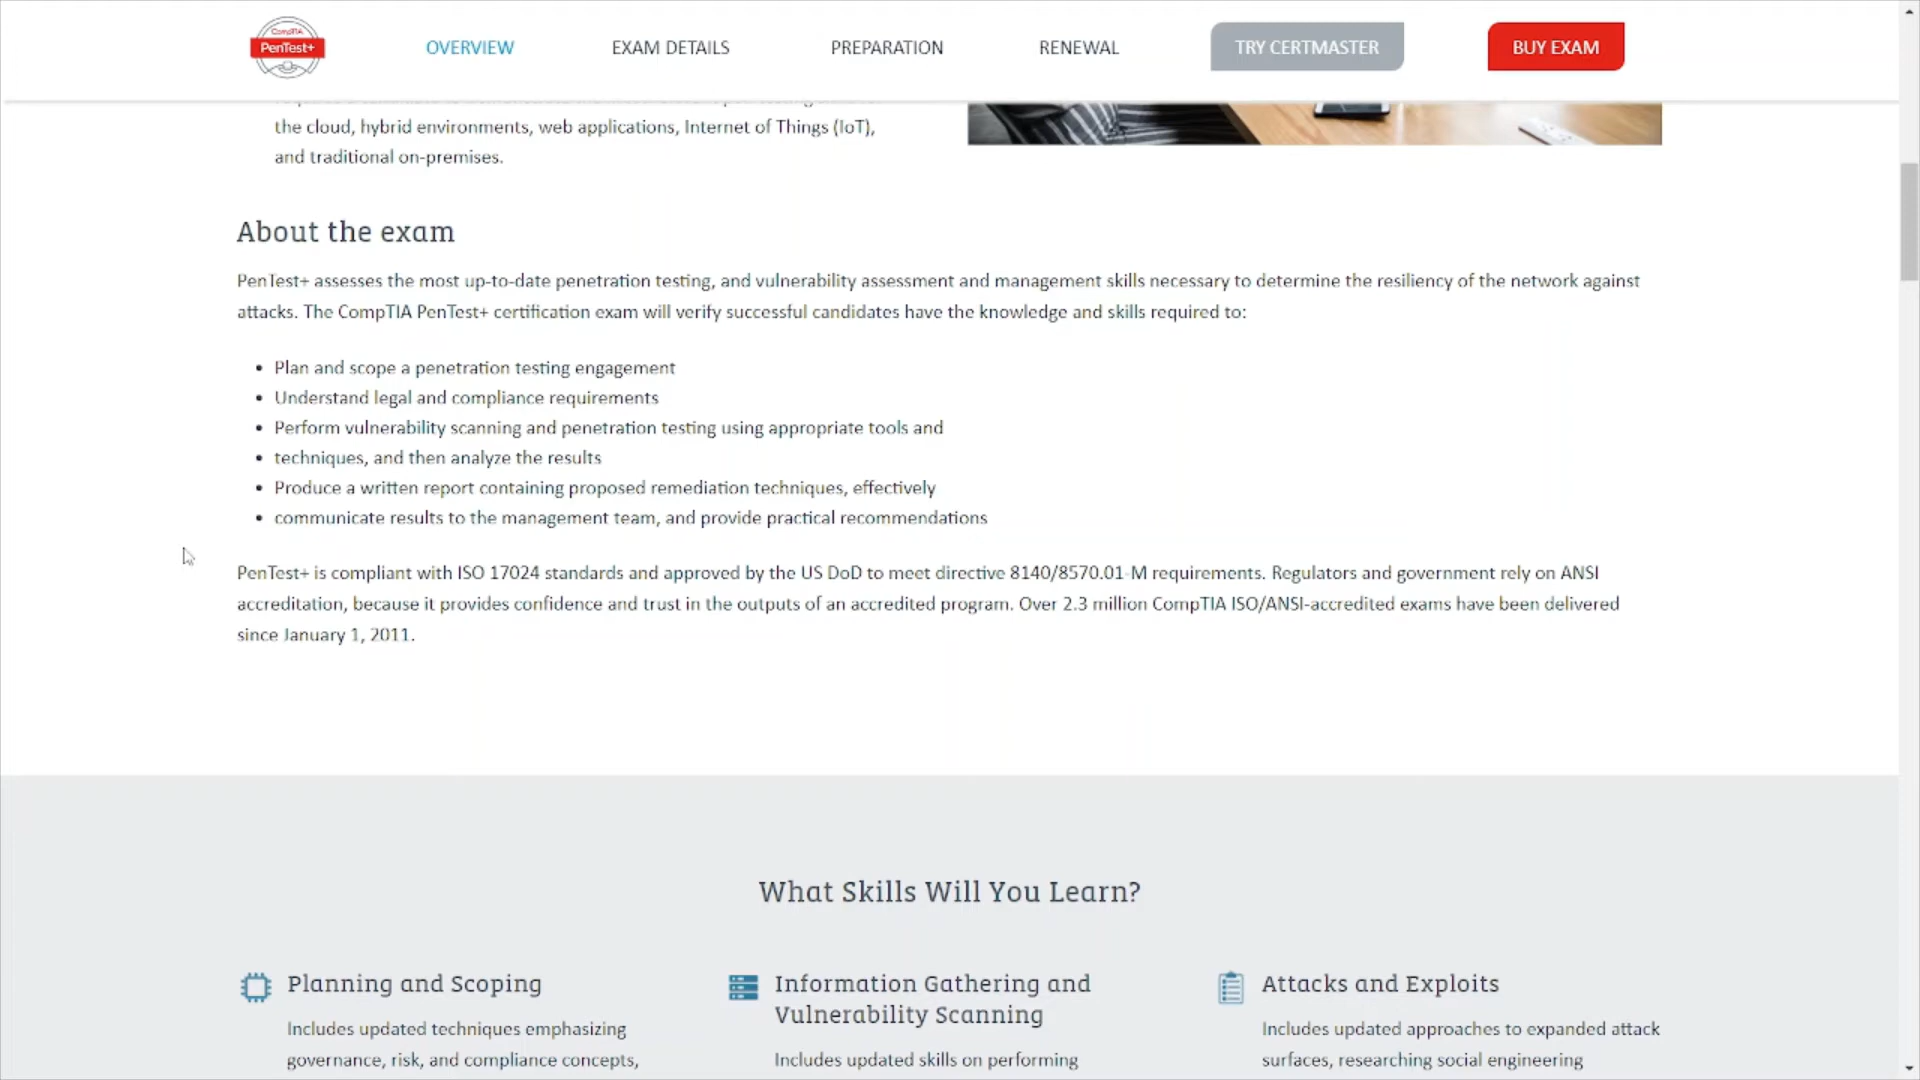 CompTIA
PenTest+
OVERVIEW
EXAM DETAILS
PREPARATION
RENEWAL
TRY CERTMASTER
BUY EXAM
the cloud, hybrid environments, web applications, Internet of Things (IoT),
and traditional on-premises.
About the exam
PenTest+ assesses the most up-to-date penetration testing, and vulnerability assessment and management skills necessary to determine the resiliency of the network against
attacks. The CompTIA PenTest+ certification exam will verify successful candidates have the knowledge and skills required to:
• Plan and scope a penetration testing engagement
• Understand legal and compliance requirements
• Perform vulnerability scanning and penetration testing using appropriate tools and
• techniques, and then analyze the results
• Produce a written report containing proposed remediation techniques, effectively
• communicate results to the management team, and provide practical recommendations
PenTest+ is compliant with ISO 17024 standards and approved by the US DoD to meet directive 8140/8570.01-M requirements. Regulators and government rely on ANSI
accreditation, because it provides confidence and trust in the outputs of an accredited program. Over 2.3 million CompTIA ISO/ANSI-accredited exams have been delivered
since January 1, 2011.
What Skills Will You Learn?
Planning and Scoping
Includes updated techniques emphasizing
governance, risk, and compliance concepts,
Information Gathering and
Vulnerability Scanning
Includes updated skills on performing
Attacks and Exploits
Includes updated approaches to expanded attack
surfaces, researching social engineering